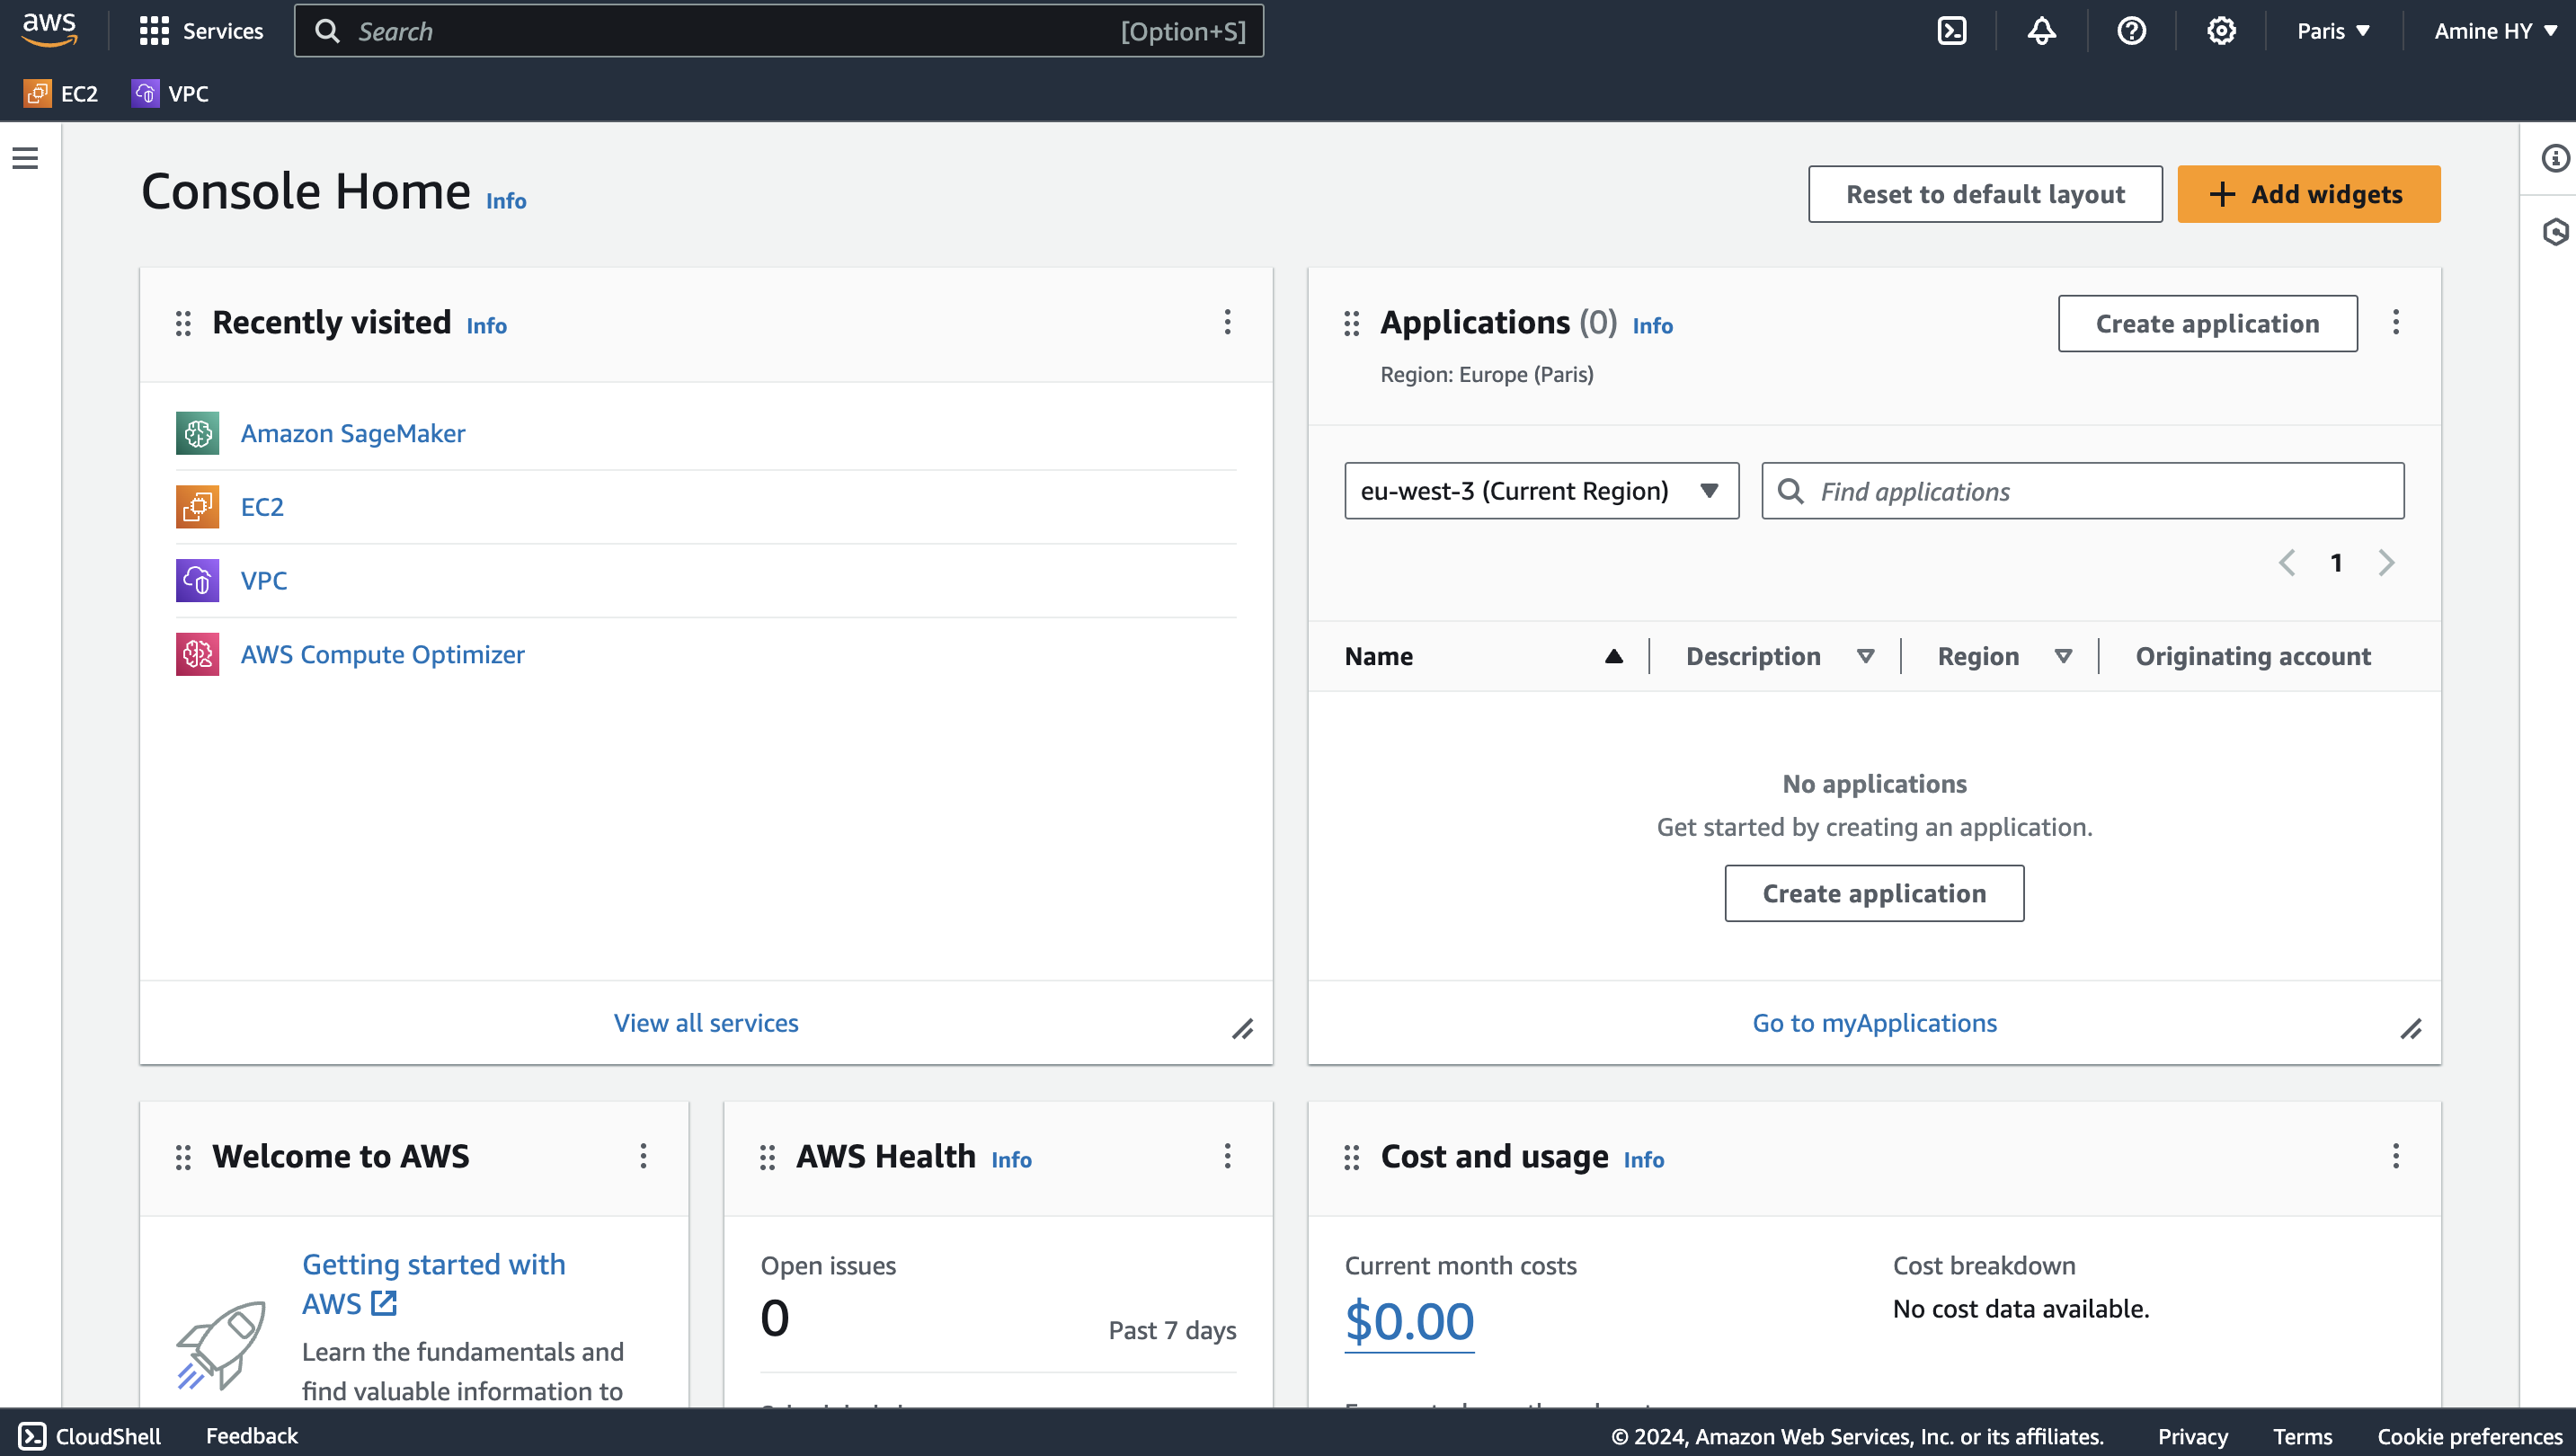 aws
Services
Search
[Option+S]
Paris
Amine HY
EC2
VPC
Console Home Info
Reset to default layout
Add widgets
Recently visited Info
Amazon SageMaker
EC2
VPC
AWS Compute Optimizer
View all services
Applications (0) Info
Create application
Region: Europe (Paris)
eu-west-3 (Current Region)
Find applications
1
Name
Description
Region
Originating account
No applications
Get started by creating an application.
Create application
Go to myApplications
Welcome to AWS
Getting started with
AWS
Learn the fundamentals and
find valuable information to
AWS Health Info
Open issues
0
Past 7 days
Cost and usage Info
Current month costs
$0.00
Cost breakdown
No cost data available.
CloudShell
Feedback
© 2024, Amazon Web Services, Inc. or its affiliates.
Privacy
Terms
Cookie preferences